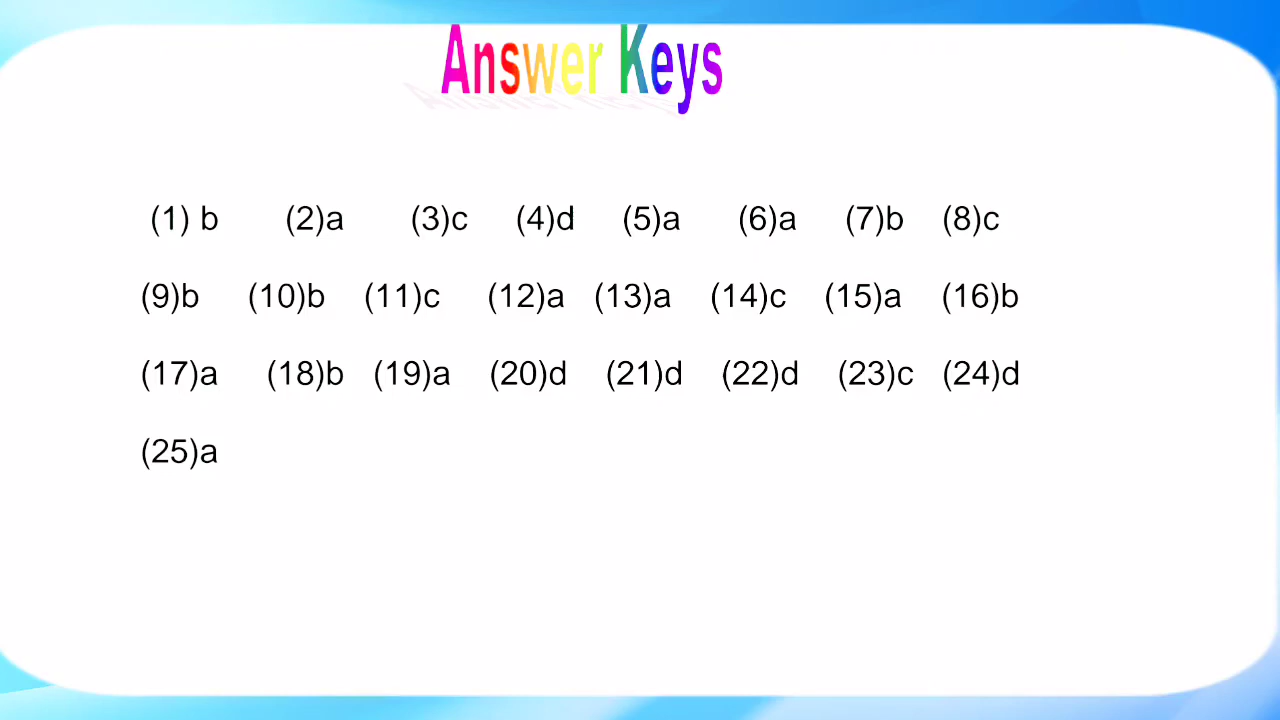 Answer Keys
(1) b (2)a (3)c (4)d (5)a (6)a (7)b (8)c
(9)b (10)b (11)c (12)a (13)a (14)c (15)a (16)b
(17)a (18)b (19)a (20)d (21)d (22)d (23)c (24)d
(25)a